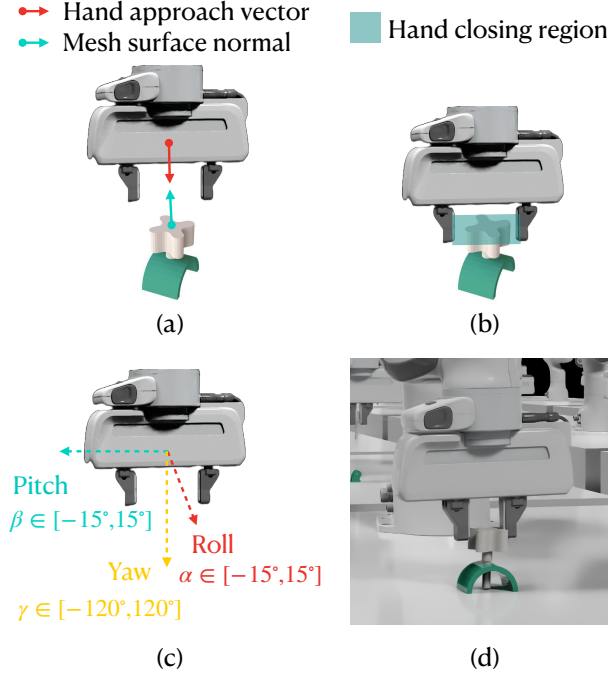 Hand approach vector
Mesh surface normal
Hand closing region
(a)
(b)
Pitch
β ∈ [−15°,15°]
Roll
α ∈ [−15°,15°]
Yaw
γ ∈ [−120°,120°]
(c)
(d)